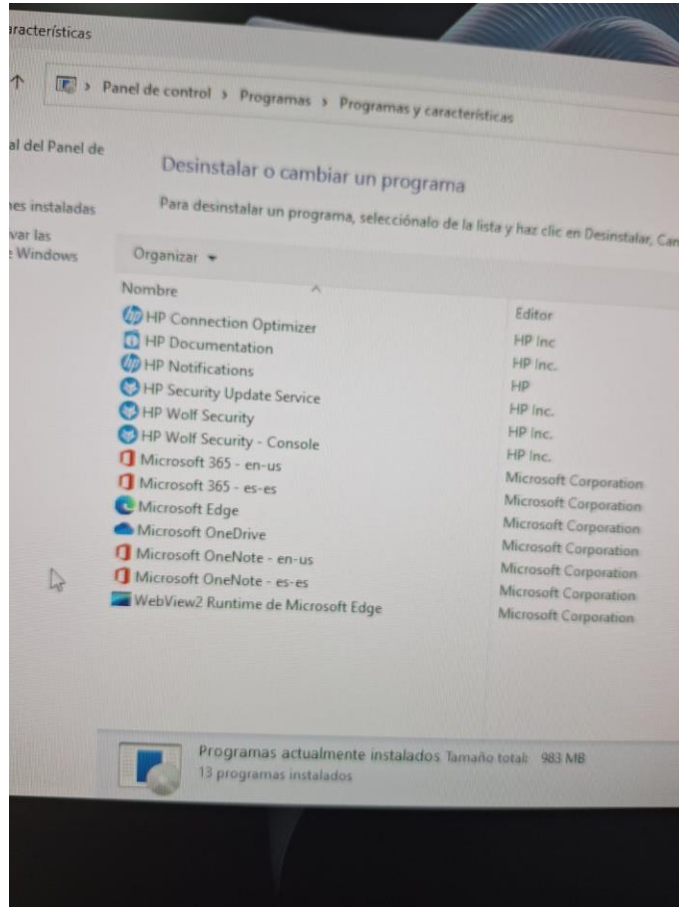 aracterísticas
Panel de control › Programas › Programas y características
al del Panel de
Desinstalar o cambiar un programa
nes instaladas
Para desinstalar un programa, selecciónalo de la lista y haz clic en Desinstalar, Cam
var las
Windows
Organizar
Nombre Editor
HP Connection Optimizer HP Inc
HP Documentation HP Inc.
HP Notifications HP
HP Security Update Service HP Inc.
HP Wolf Security HP Inc.
HP Wolf Security - Console HP Inc.
Microsoft 365 - en-us Microsoft Corporation
Microsoft 365 - es-es Microsoft Corporation
Microsoft Edge Microsoft Corporation
Microsoft OneDrive Microsoft Corporation
Microsoft OneNote - en-us Microsoft Corporation
Microsoft OneNote - es-es Microsoft Corporation
WebView2 Runtime de Microsoft Edge Microsoft Corporation
Programas actualmente instalados Tamaño total: 983 MB
13 programas instalados